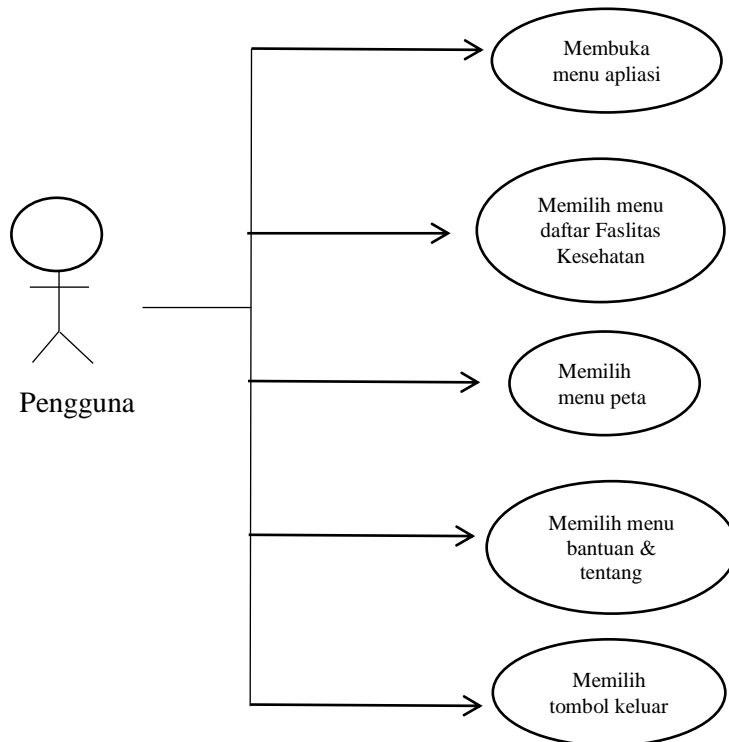 Membuka
menu apliasi
Memilih menu
daftar Faslitas
Kesehatan
Memilih
menu peta
Pengguna
Memilih menu
bantuan &
tentang
Memilih
tombol keluar